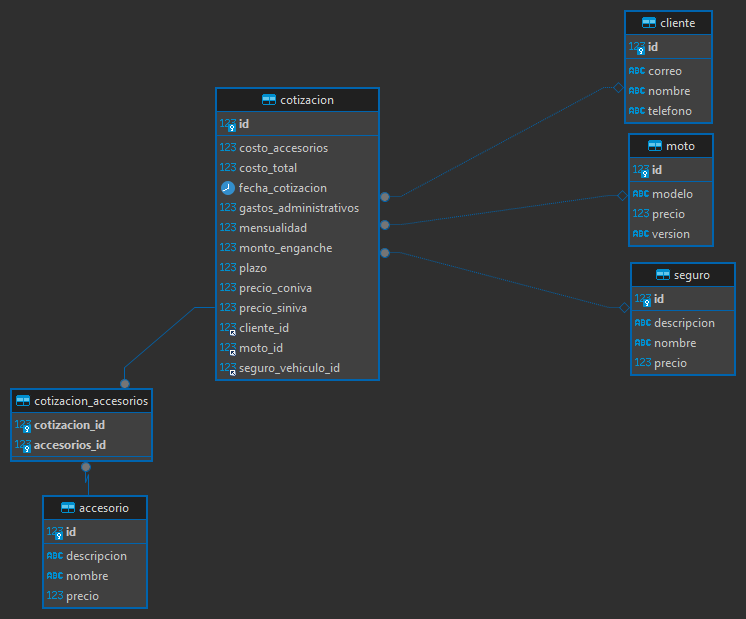 cliente
123 id
ABC correo
ABC nombre
ABC telefono
cotizacion
123 id
123 costo_accesorios
123 costo_total
fecha_cotizacion
123 gastos_administrativos
123 mensualidad
123 monto_enganche
123 plazo
123 precio_coniva
123 precio_siniva
123 cliente_id
123 moto_id
123 seguro_vehiculo_id
moto
123 id
ABC modelo
123 precio
ABC version
seguro
123 id
ABC descripcion
ABC nombre
123 precio
cotizacion_accesorios
123 cotizacion_id
123 accesorios_id
accesorio
123 id
ABC descripcion
ABC nombre
123 precio